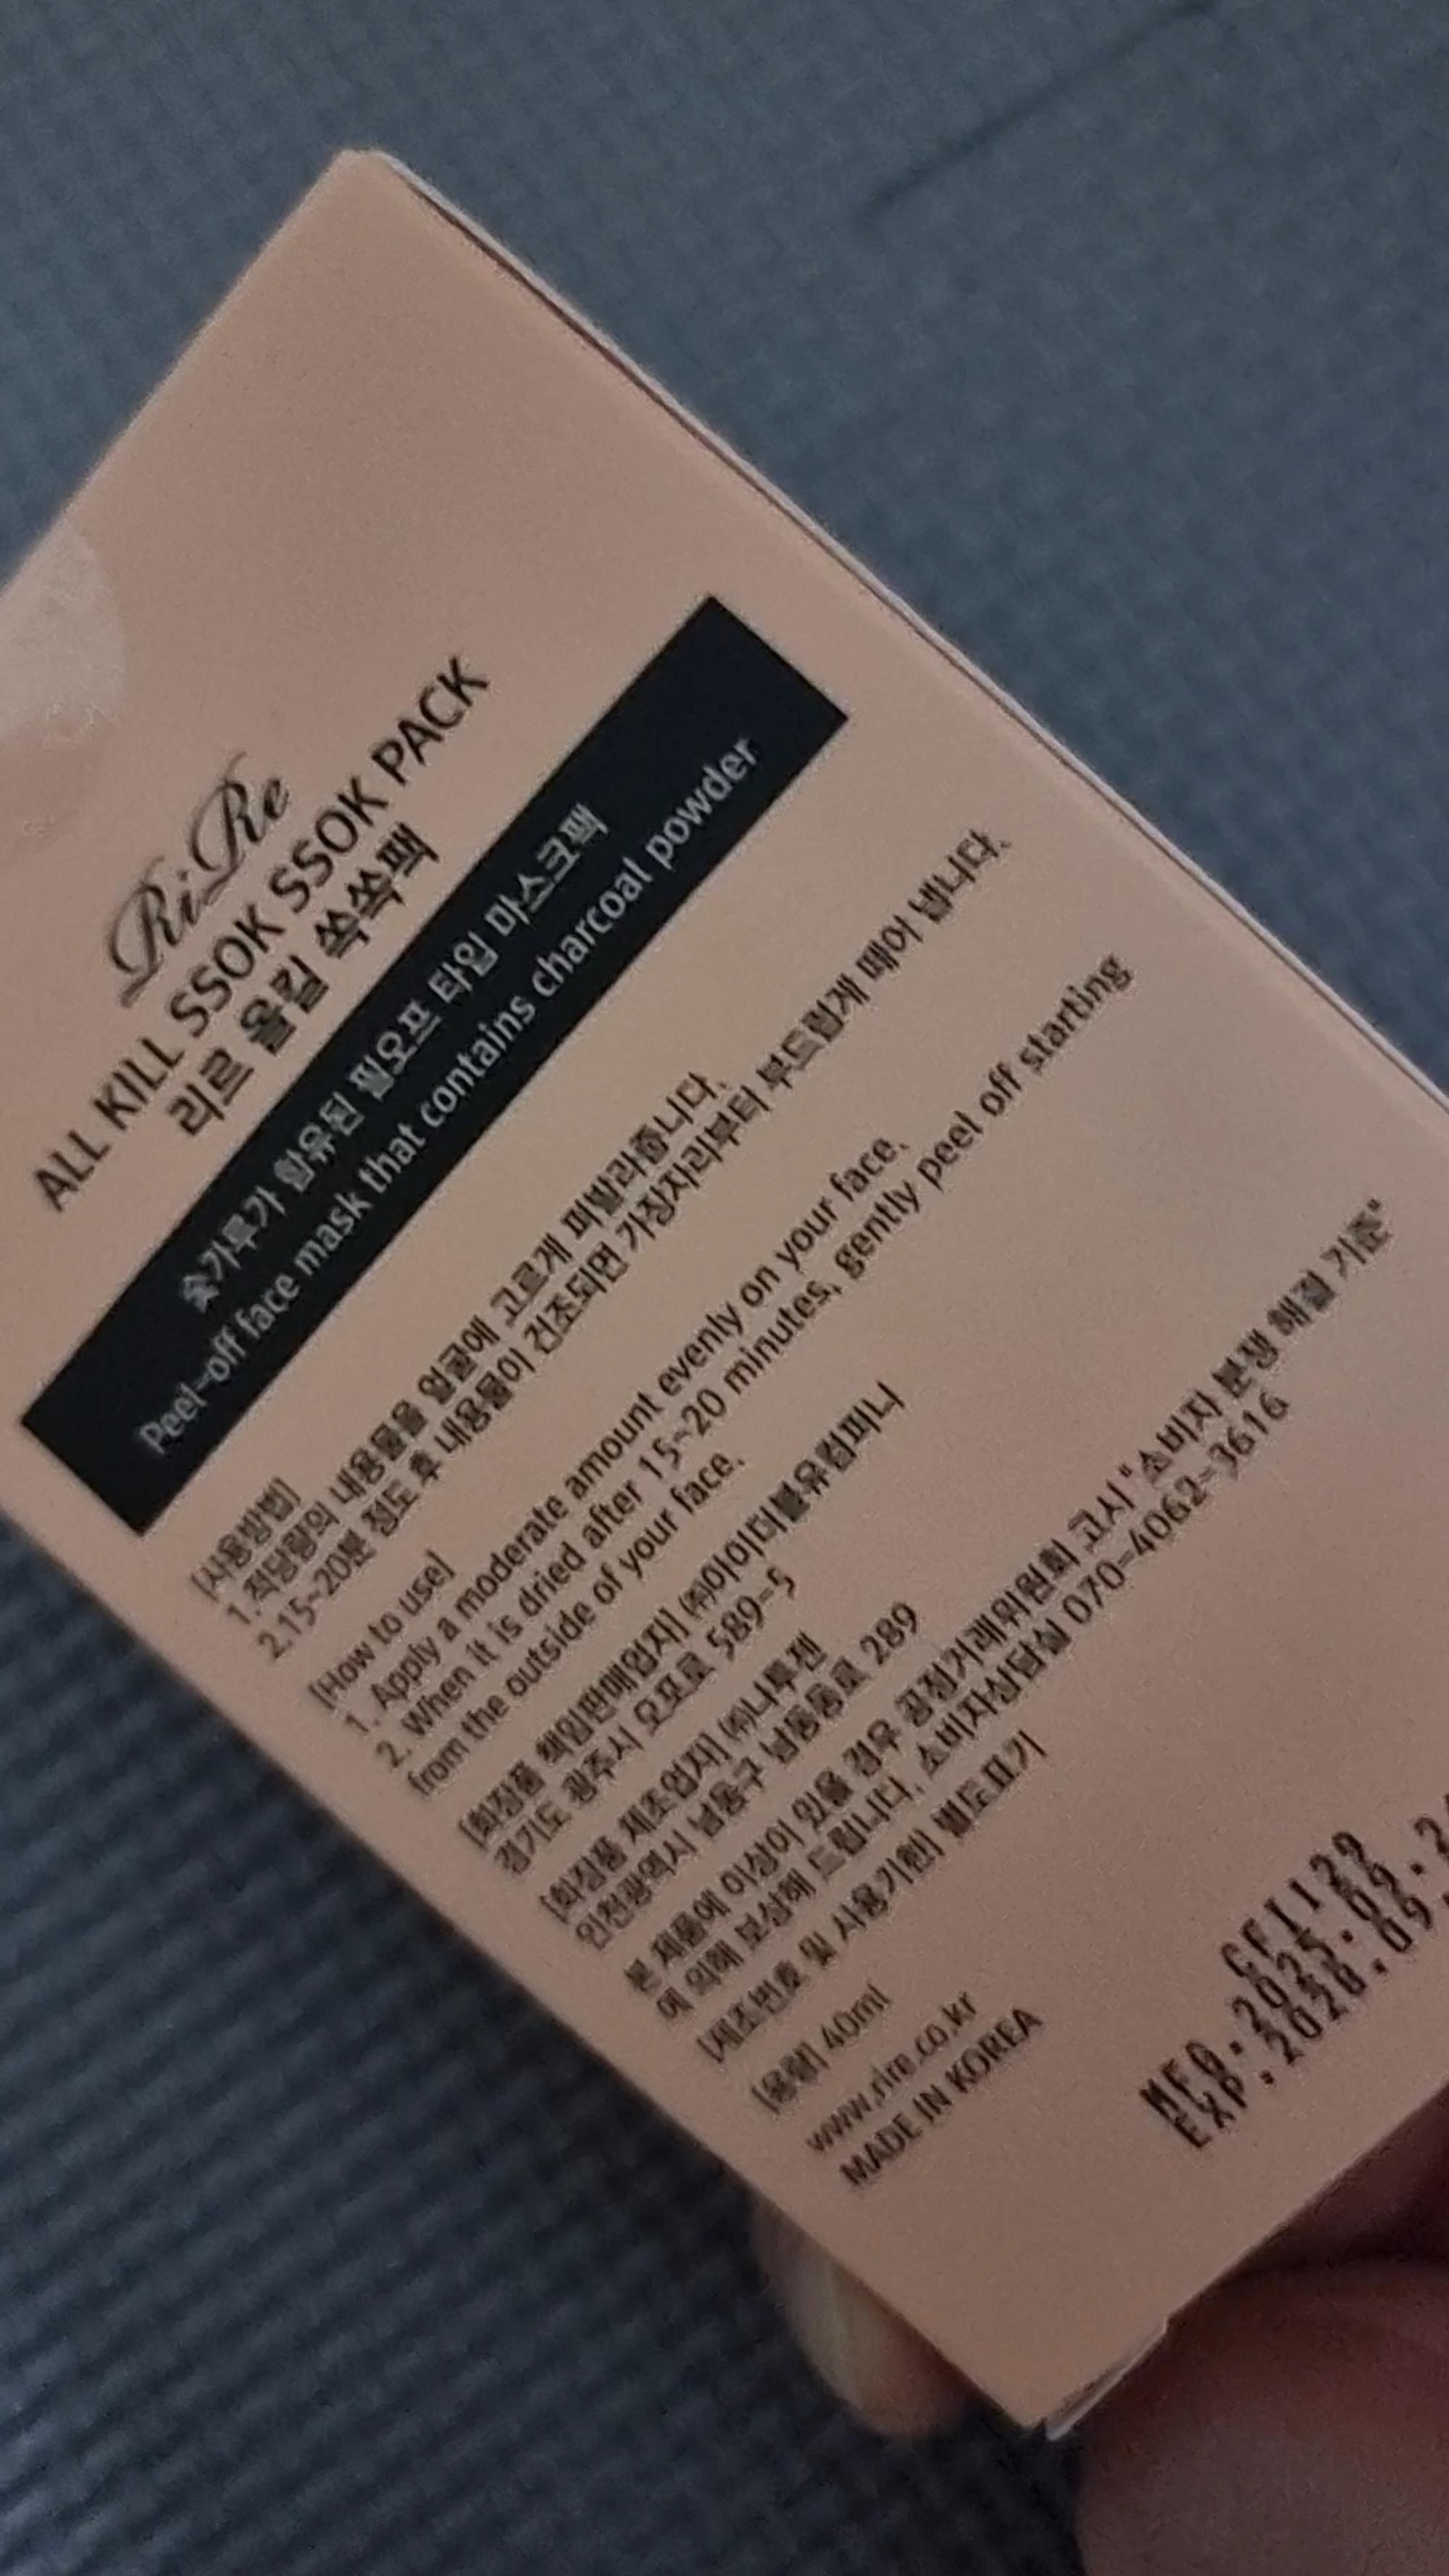 RiRe
ALL KILL SSOK SSOK PACK
리르 올킬 쏙쏙팩
숯가루가 함유된 필오프 타입 마스크팩
Peel-off face mask that contains charcoal powder
[사용방법]
1.적당량의 내용물을 얼굴에 고르게 펴발라줍니다.
2.15~20분 정도 후 내용물이 건조되면 가장자리부터 부드럽게 떼어 냅니다.
[How to use]
1. Apply a moderate amount evenly on your face.
2. When it is dried after 15~20 minutes, gently peel off starting
from the outside of your face.
[화장품 책임판매업자] ㈜아이더블유컴퍼니
경기도 광주시 오포로 589-5
[화장품 제조업자] ㈜나투젠
인천광역시 남동구 남동동로 289
본 제품에 이상이 있을 경우 공정거래위원회 고시 "소비자 분쟁 해결 기준"
에 의해 보상해 드립니다. 소비자상담실 070-4062-3616
[제조번호 및 사용기한] 별도표기
[용량] 40ml
www.rire.co.kr
MADE IN KOREA
MFD. 2025.09.
EXP. 2028.09.